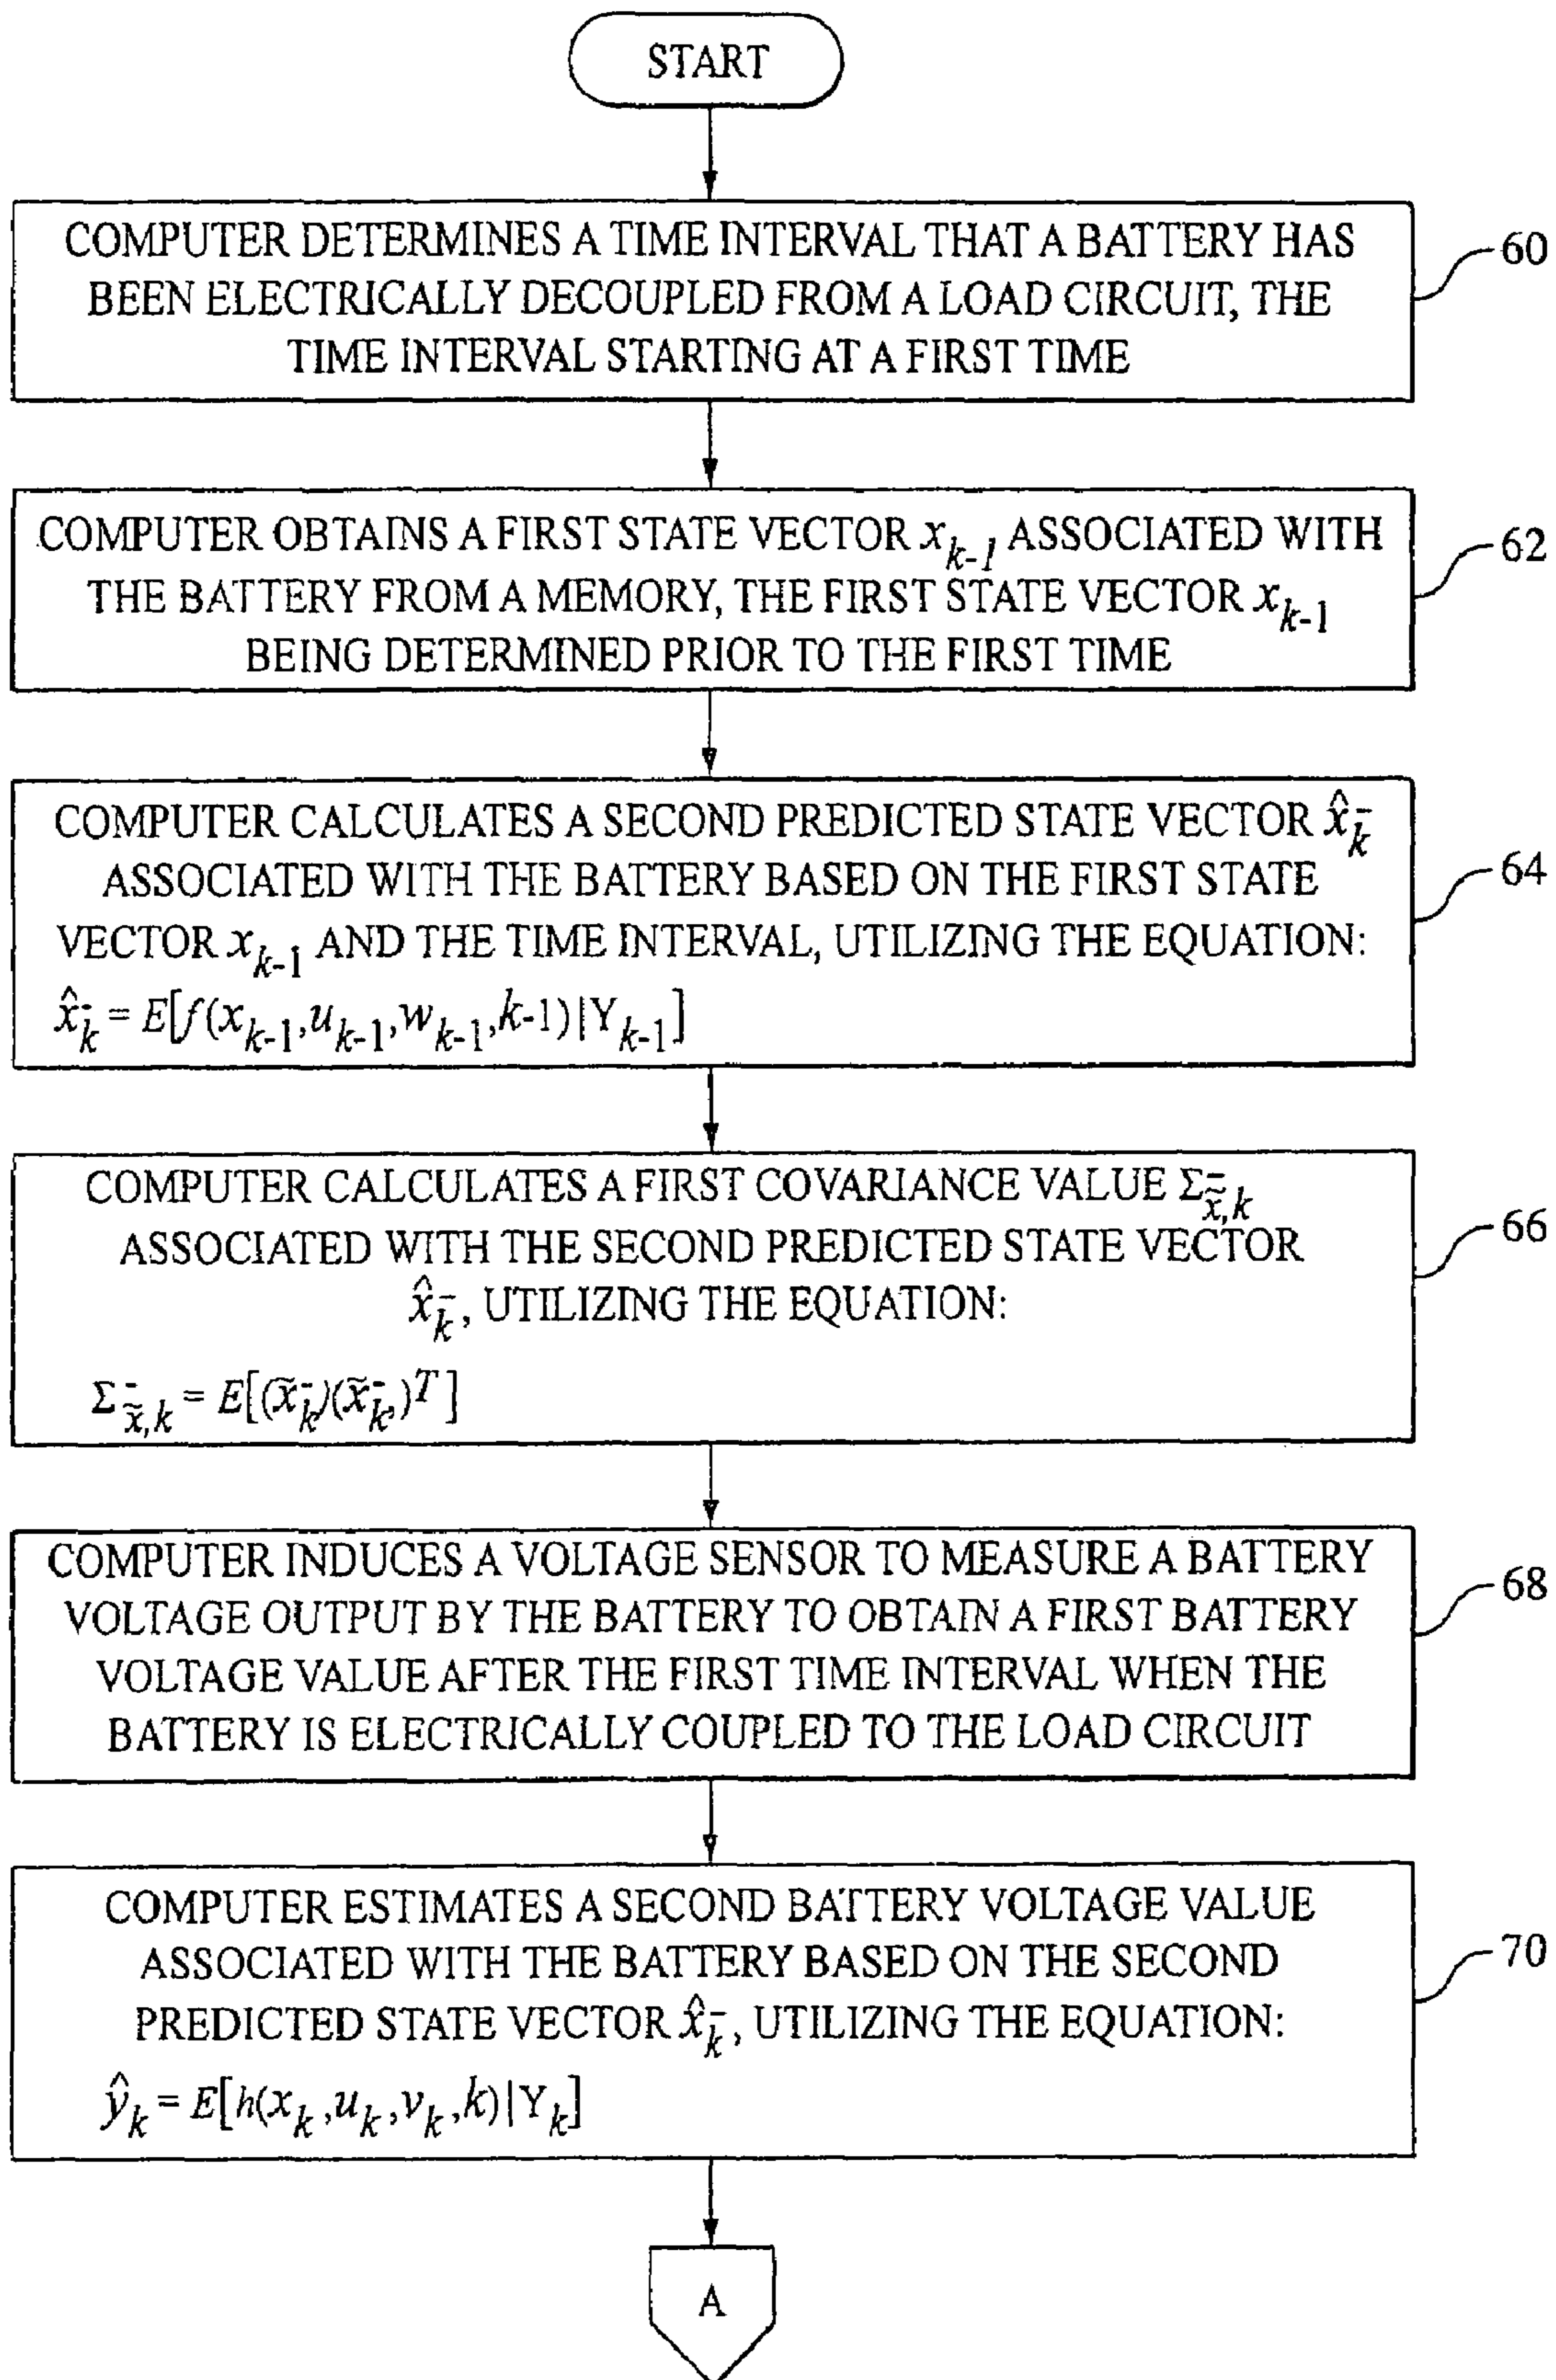 START
COMPUTER DETERMINES A TIME INTERVAL THAT A BATTERY HAS
BEEN ELECTRICALLY DECOUPLED FROM A LOAD CIRCUIT, THE
TIME INTERVAL STARTING AT A FIRST TIME
60
COMPUTER OBTAINS A FIRST STATE VECTOR x_{k-1} ASSOCIATED WITH
THE BATTERY FROM A MEMORY, THE FIRST STATE VECTOR x_{k-1}
BEING DETERMINED PRIOR TO THE FIRST TIME
62
COMPUTER CALCULATES A SECOND PREDICTED STATE VECTOR x̂_k^-
ASSOCIATED WITH THE BATTERY BASED ON THE FIRST STATE
VECTOR x_{k-1} AND THE TIME INTERVAL, UTILIZING THE EQUATION:
x̂_k^- = E[f(x_{k-1},u_{k-1},w_{k-1},k-1)|Y_{k-1}]
64
COMPUTER CALCULATES A FIRST COVARIANCE VALUE Σ_{x̃,k}^-
ASSOCIATED WITH THE SECOND PREDICTED STATE VECTOR
x̂_k^-, UTILIZING THE EQUATION:
Σ_{x̃,k}^- = E[(x̃_k^-)(x̃_k^-)^T]
66
COMPUTER INDUCES A VOLTAGE SENSOR TO MEASURE A BATTERY
VOLTAGE OUTPUT BY THE BATTERY TO OBTAIN A FIRST BATTERY
VOLTAGE VALUE AFTER THE FIRST TIME INTERVAL WHEN THE
BATTERY IS ELECTRICALLY COUPLED TO THE LOAD CIRCUIT
68
COMPUTER ESTIMATES A SECOND BATTERY VOLTAGE VALUE
ASSOCIATED WITH THE BATTERY BASED ON THE SECOND
PREDICTED STATE VECTOR x̂_k^-, UTILIZING THE EQUATION:
ŷ_k = E[h(x_k,u_k,v_k,k)|Y_k]
70
A